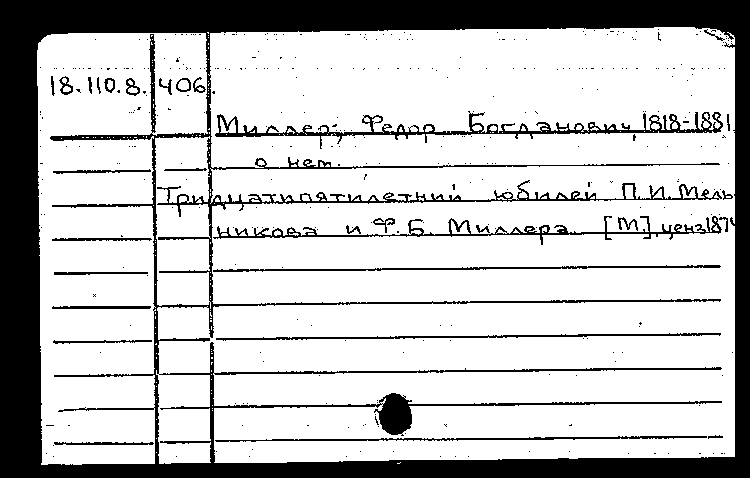 18.110.8.406.
Миллер, Федор Богданович, 1818-1881
о нем.
Тридцатипятилетний юбилей П.И. Мель-
никова и Ф.Б. Миллера. [М.], ценз. 1874